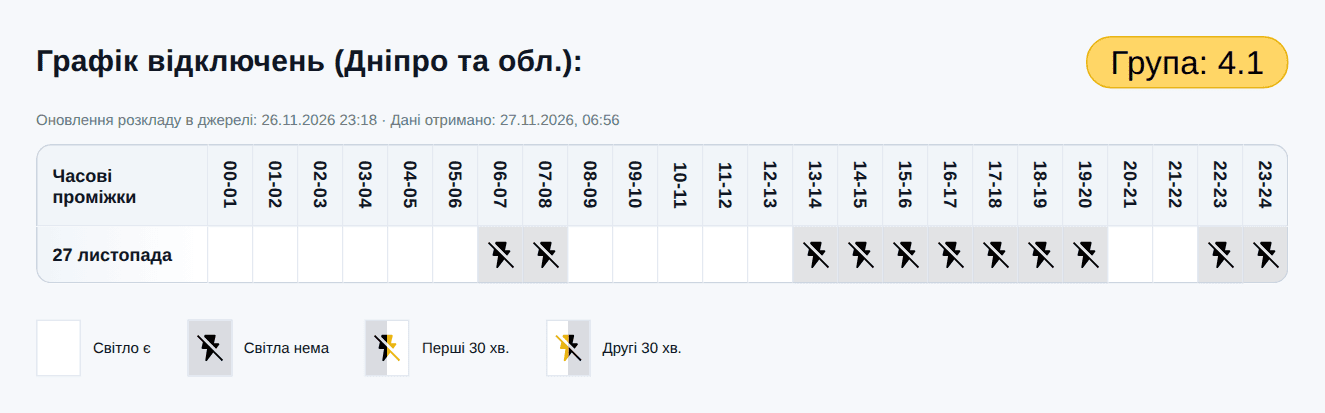 Графік відключень (Дніпро та обл.):
Група: 4.1
Оновлення розкладу в джерелі: 26.11.2026 23:18 · Дані отримано: 27.11.2026, 06:56
Часові
проміжки
00-01
01-02
02-03
03-04
04-05
05-06
06-07
07-08
08-09
09-10
10-11
11-12
12-13
13-14
14-15
15-16
16-17
17-18
18-19
19-20
20-21
21-22
22-23
23-24
27 листопада
Світло є
Світла нема
Перші 30 хв.
Другі 30 хв.